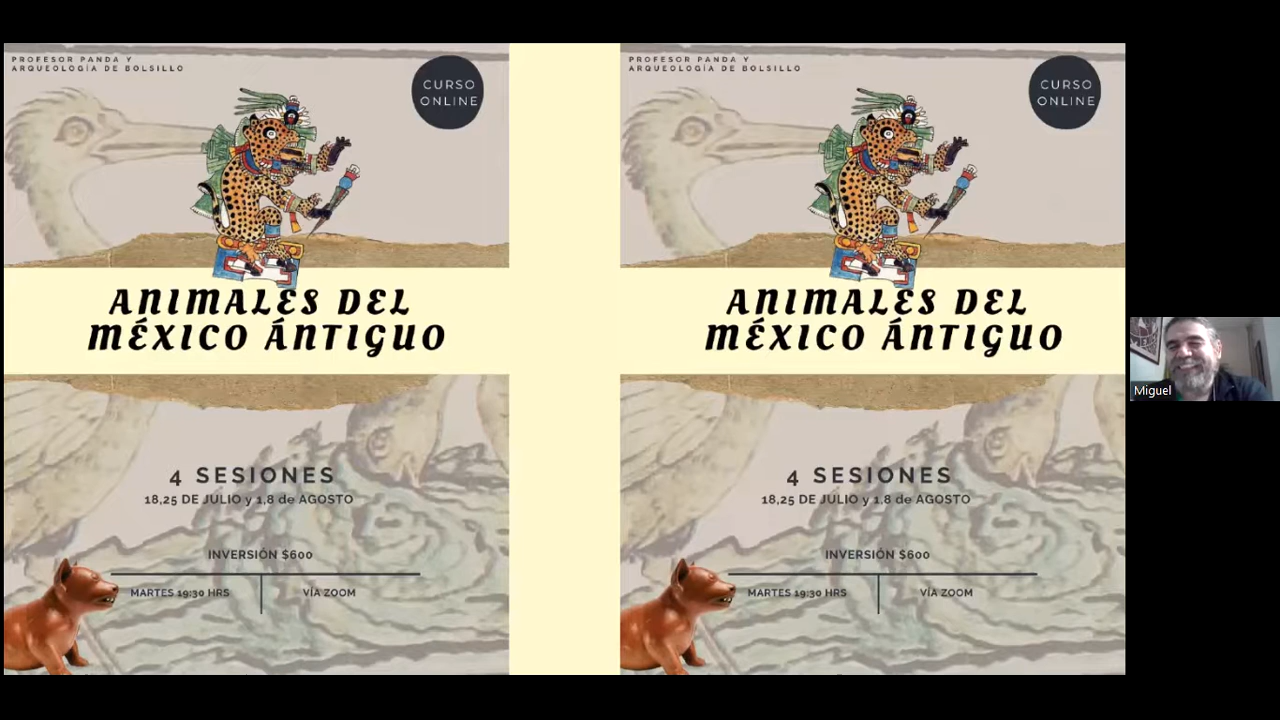 PROFESOR PANDA Y
ARQUEOLOGÍA DE BOLSILLO
CURSO
ONLINE
ANIMALES DEL
MÉXICO ÁNTIGUO
4 SESIONES
18,25 DE JULIO y 1,8 de AGOSTO
INVERSIÓN $600
MARTES 19:30 HRS
VÍA ZOOM
PROFESOR PANDA Y
ARQUEOLOGÍA DE BOLSILLO
CURSO
ONLINE
ANIMALES DEL
MÉXICO ÁNTIGUO
4 SESIONES
18,25 DE JULIO y 1,8 de AGOSTO
INVERSIÓN $600
MARTES 19:30 HRS
VÍA ZOOM
Miguel